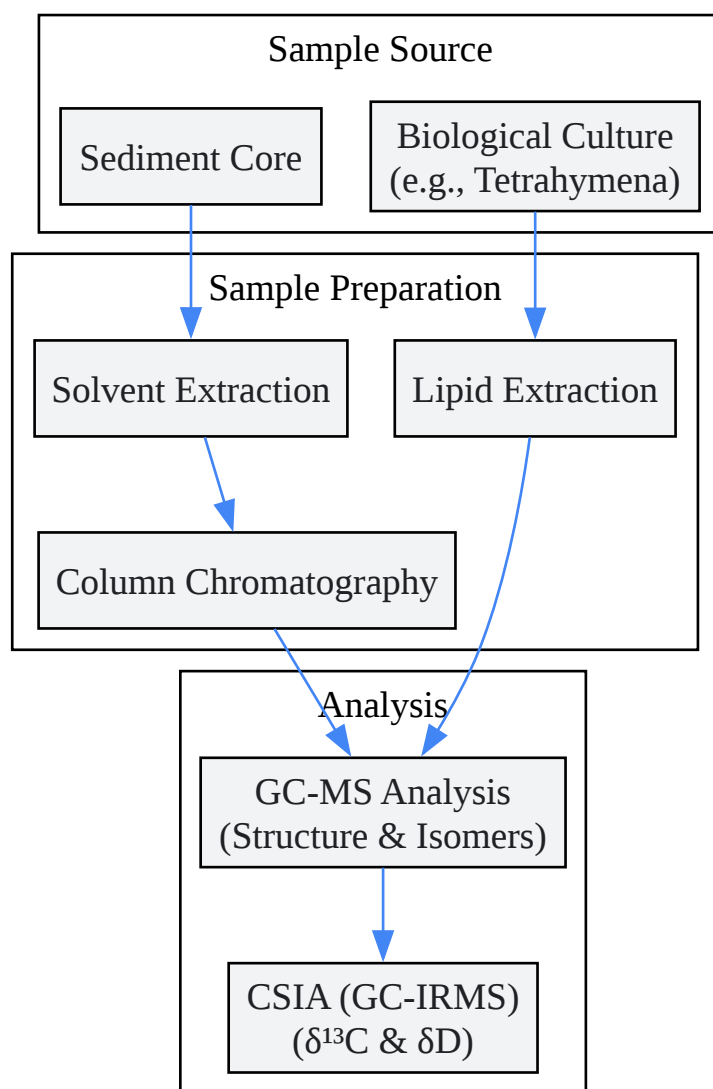 Sample Source
Sediment Core
Biological Culture
(e.g., Tetrahymena)
Sample Preparation
Solvent Extraction
Lipid Extraction
Column Chromatography
Analysis
GC-MS Analysis
(Structure & Isomers)
CSIA (GC-IRMS)
(δ¹³C & δD)